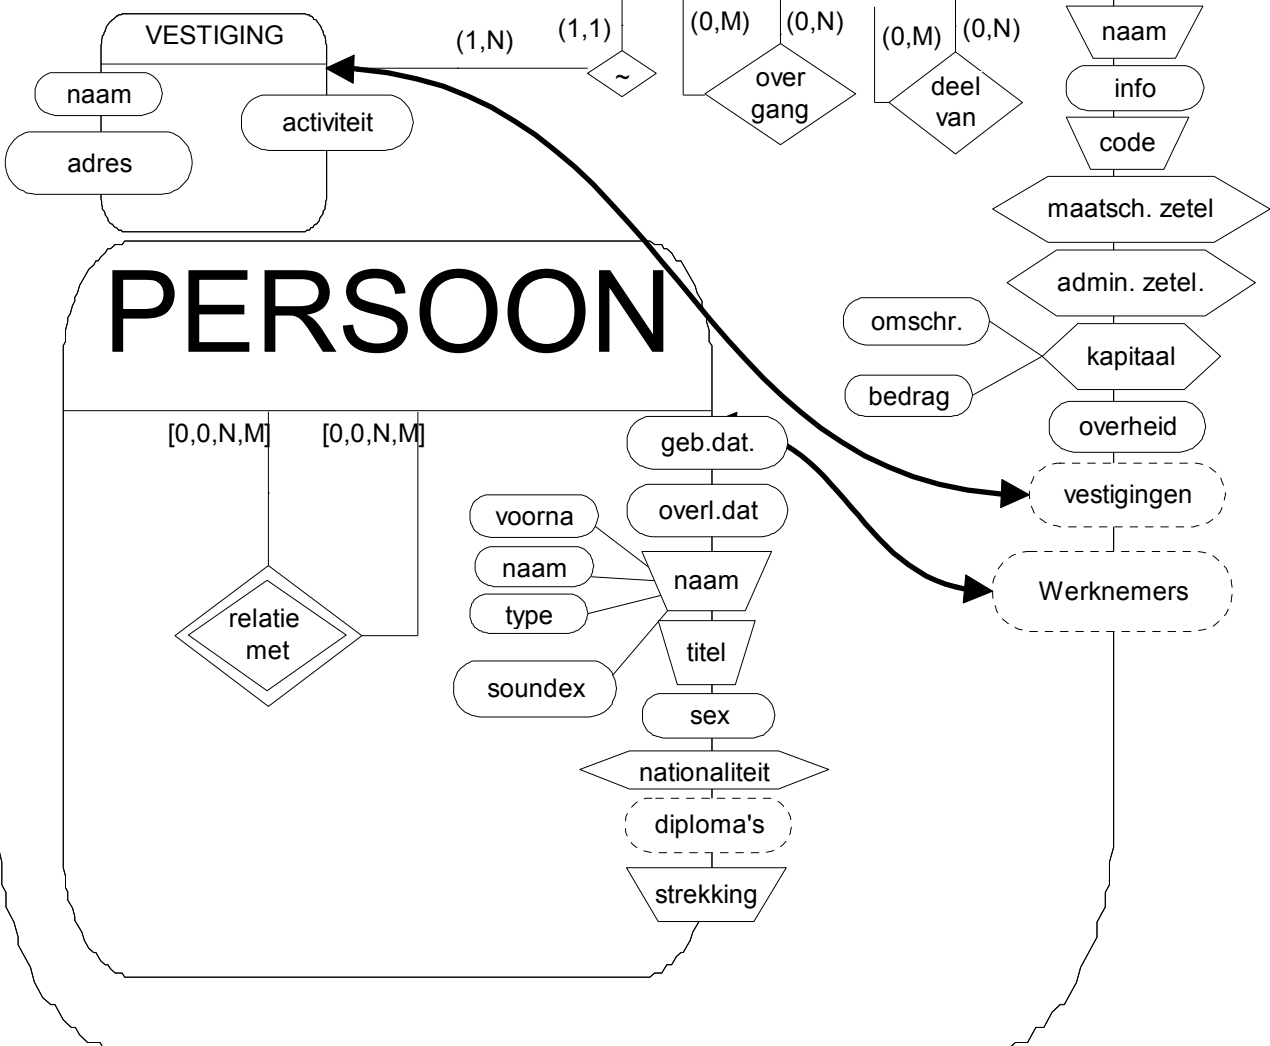 VESTIGING
naam
adres
activiteit
(1,N)
(1,1)
~
(0,M)
(0,N)
over
gang
(0,M)
(0,N)
deel
van
naam
info
code
maatsch. zetel
admin. zetel.
omschr.
bedrag
kapitaal
overheid
vestigingen
Werknemers
PERSOON
[0,0,N,M]
[0,0,N,M]
relatie
met
geb.dat.
overl.dat
voorna
naam
type
soundex
naam
titel
sex
nationaliteit
diploma's
strekking